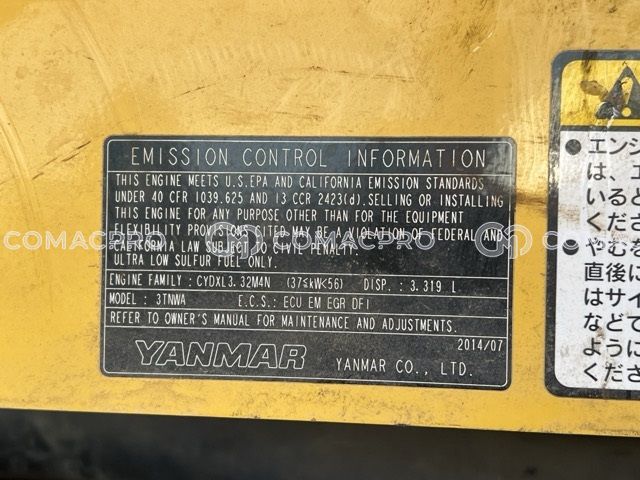 EMISSION CONTROL INFORMATION
THIS ENGINE MEETS U.S.EPA AND CALIFORNIA EMISSION STANDARDS
UNDER 40 CFR 1039.625 AND 13 CCR 2423(d).SELLING OR INSTALLING
THIS ENGINE FOR ANY PURPOSE OTHER THAN FOR THE EQUIPMENT
FLEXIBILITY PROVISIONS CITED MAY BE A VIOLATION OF FEDERAL AND
CALIFORNIA LAW SUBJECT TO CIVIL PENALTY.
ULTRA LOW SULFUR FUEL ONLY.
ENGINE FAMILY : CYDXL3.32M4N (37≤kW<56) DISP. : 3.319 L
MODEL : 3TNWA E.C.S.: ECU EM EGR DFI
REFER TO OWNER'S MANUAL FOR MAINTENANCE AND ADJUSTMENTS.
2014/07
YANMAR YANMAR CO., LTD.
● エンジ
は、エ
いると
くださ
● やむを
直後に
はサイ
などて
ように
くださ
COMACPRO COMACPRO COMAC